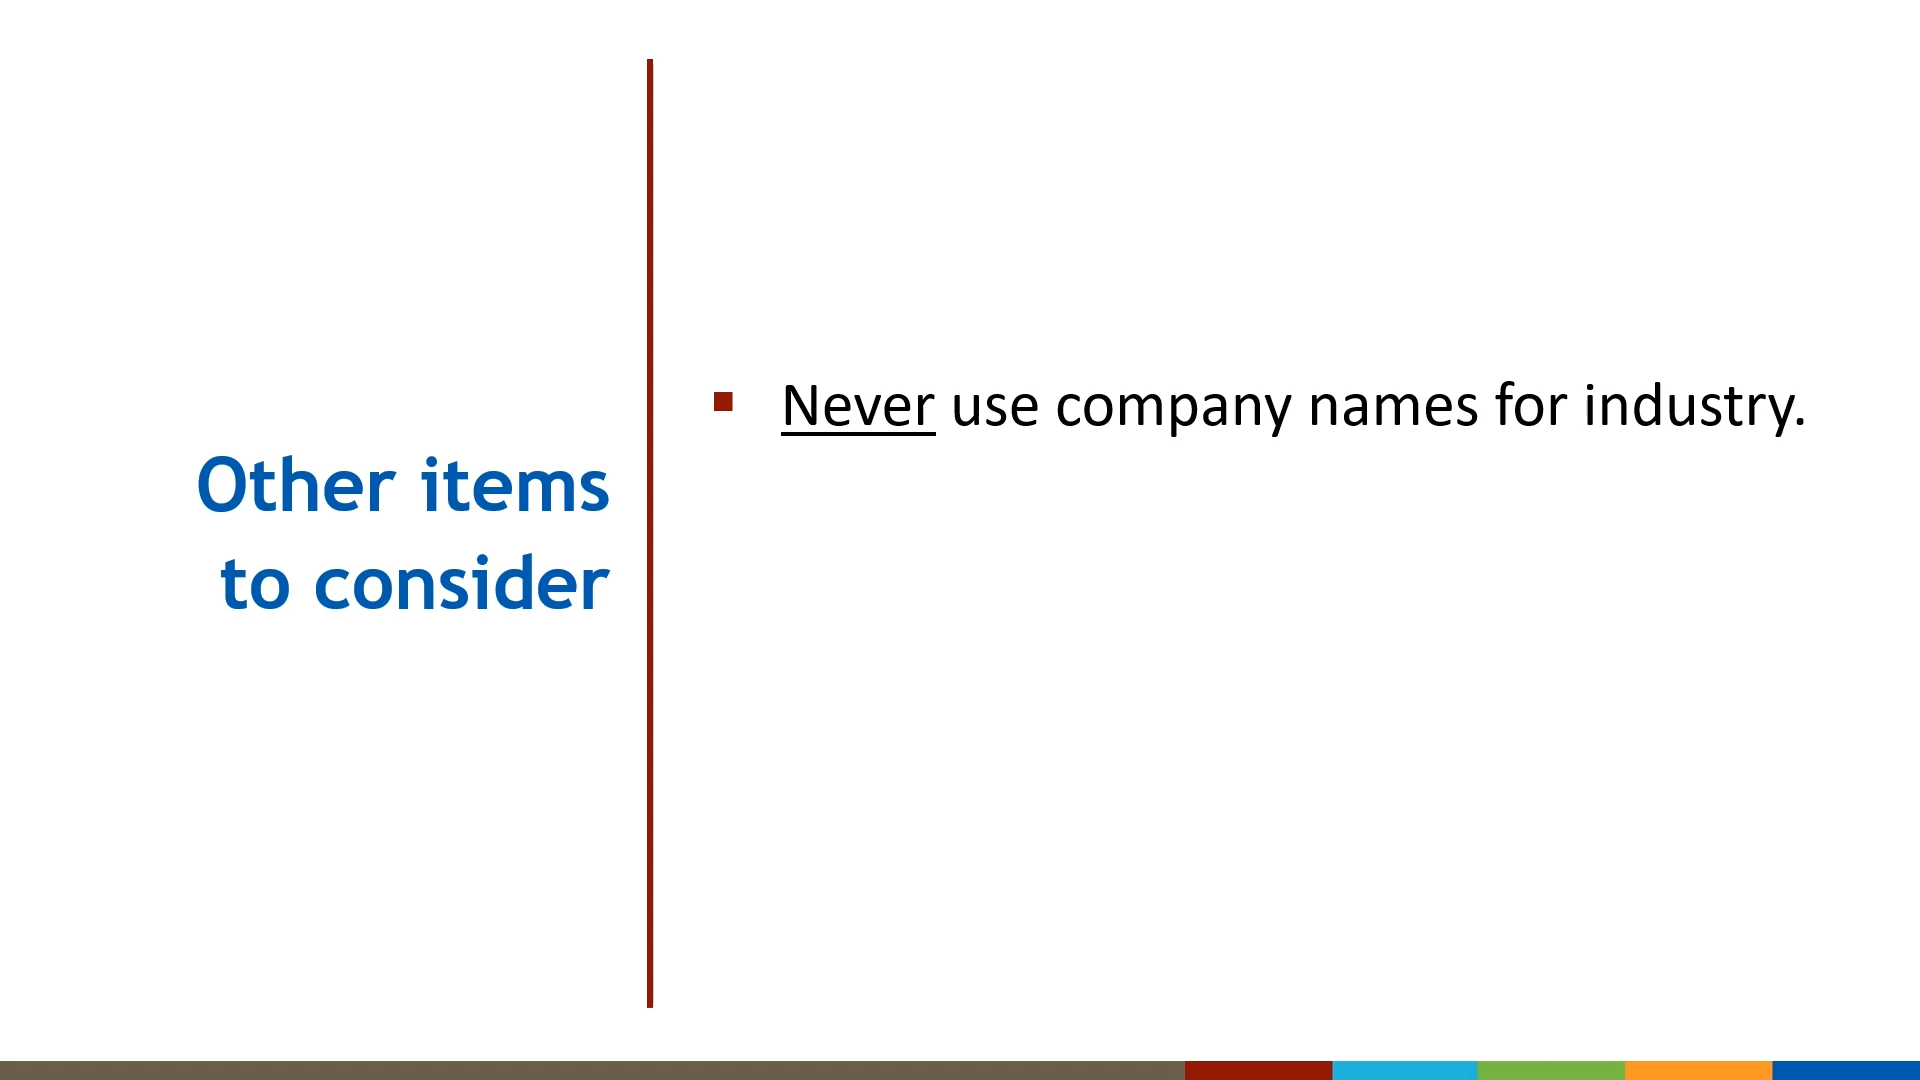 Other items
to consider
▪ Never use company names for industry.